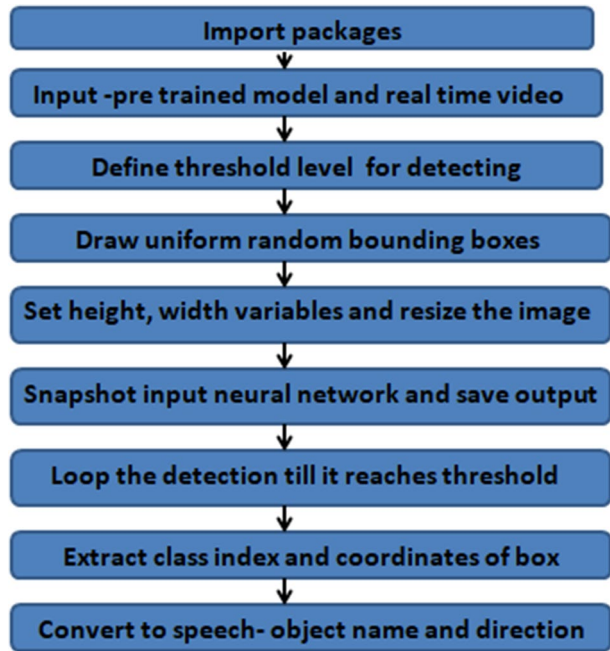 Import packages
Input -pre trained model and real time video
Define threshold level for detecting
Draw uniform random bounding boxes
Set height, width variables and resize the image
Snapshot input neural network and save output
Loop the detection till it reaches threshold
Extract class index and coordinates of box
Convert to speech- object name and direction